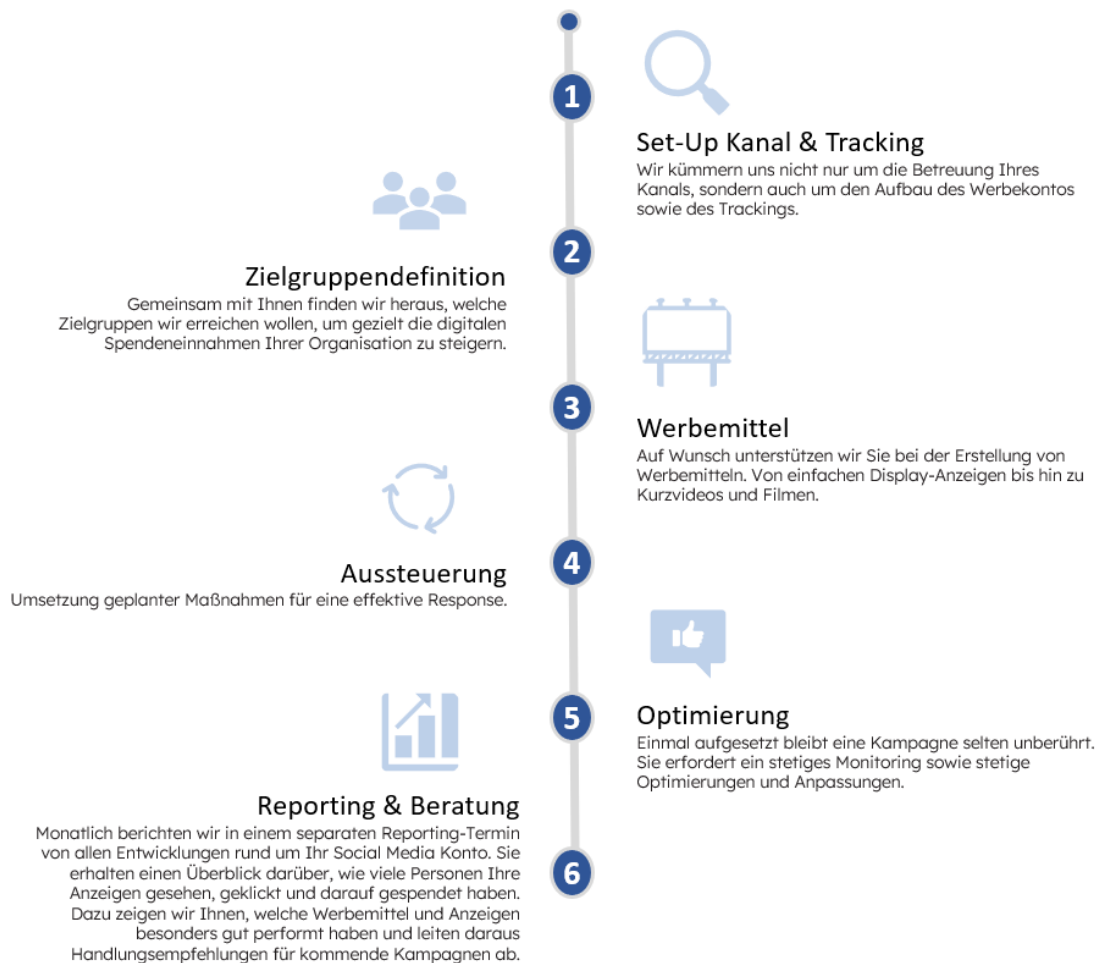 1
Set-Up Kanal & Tracking
Wir kümmern uns nicht nur um die Betreuung Ihres
Kanals, sondern auch um den Aufbau des Werbekontos
sowie des Trackings.
2
Zielgruppendefinition
Gemeinsam mit Ihnen finden wir heraus, welche
Zielgruppen wir erreichen wollen, um gezielt die digitalen
Spendeneinnahmen Ihrer Organisation zu steigern.
3
Werbemittel
Auf Wunsch unterstützen wir Sie bei der Erstellung von
Werbemitteln. Von einfachen Display-Anzeigen bis hin zu
Kurzvideos und Filmen.
4
Aussteuerung
Umsetzung geplanter Maßnahmen für eine effektive Response.
5
Optimierung
Einmal aufgesetzt bleibt eine Kampagne selten unberührt.
Sie erfordert ein stetiges Monitoring sowie stetige
Optimierungen und Anpassungen.
6
Reporting & Beratung
Monatlich berichten wir in einem separaten Reporting-Termin
von allen Entwicklungen rund um Ihr Social Media Konto. Sie
erhalten einen Überblick darüber, wie viele Personen Ihre
Anzeigen gesehen, geklickt und darauf gespendet haben.
Dazu zeigen wir Ihnen, welche Werbemittel und Anzeigen
besonders gut performt haben und leiten daraus
Handlungsempfehlungen für kommende Kampagnen ab.